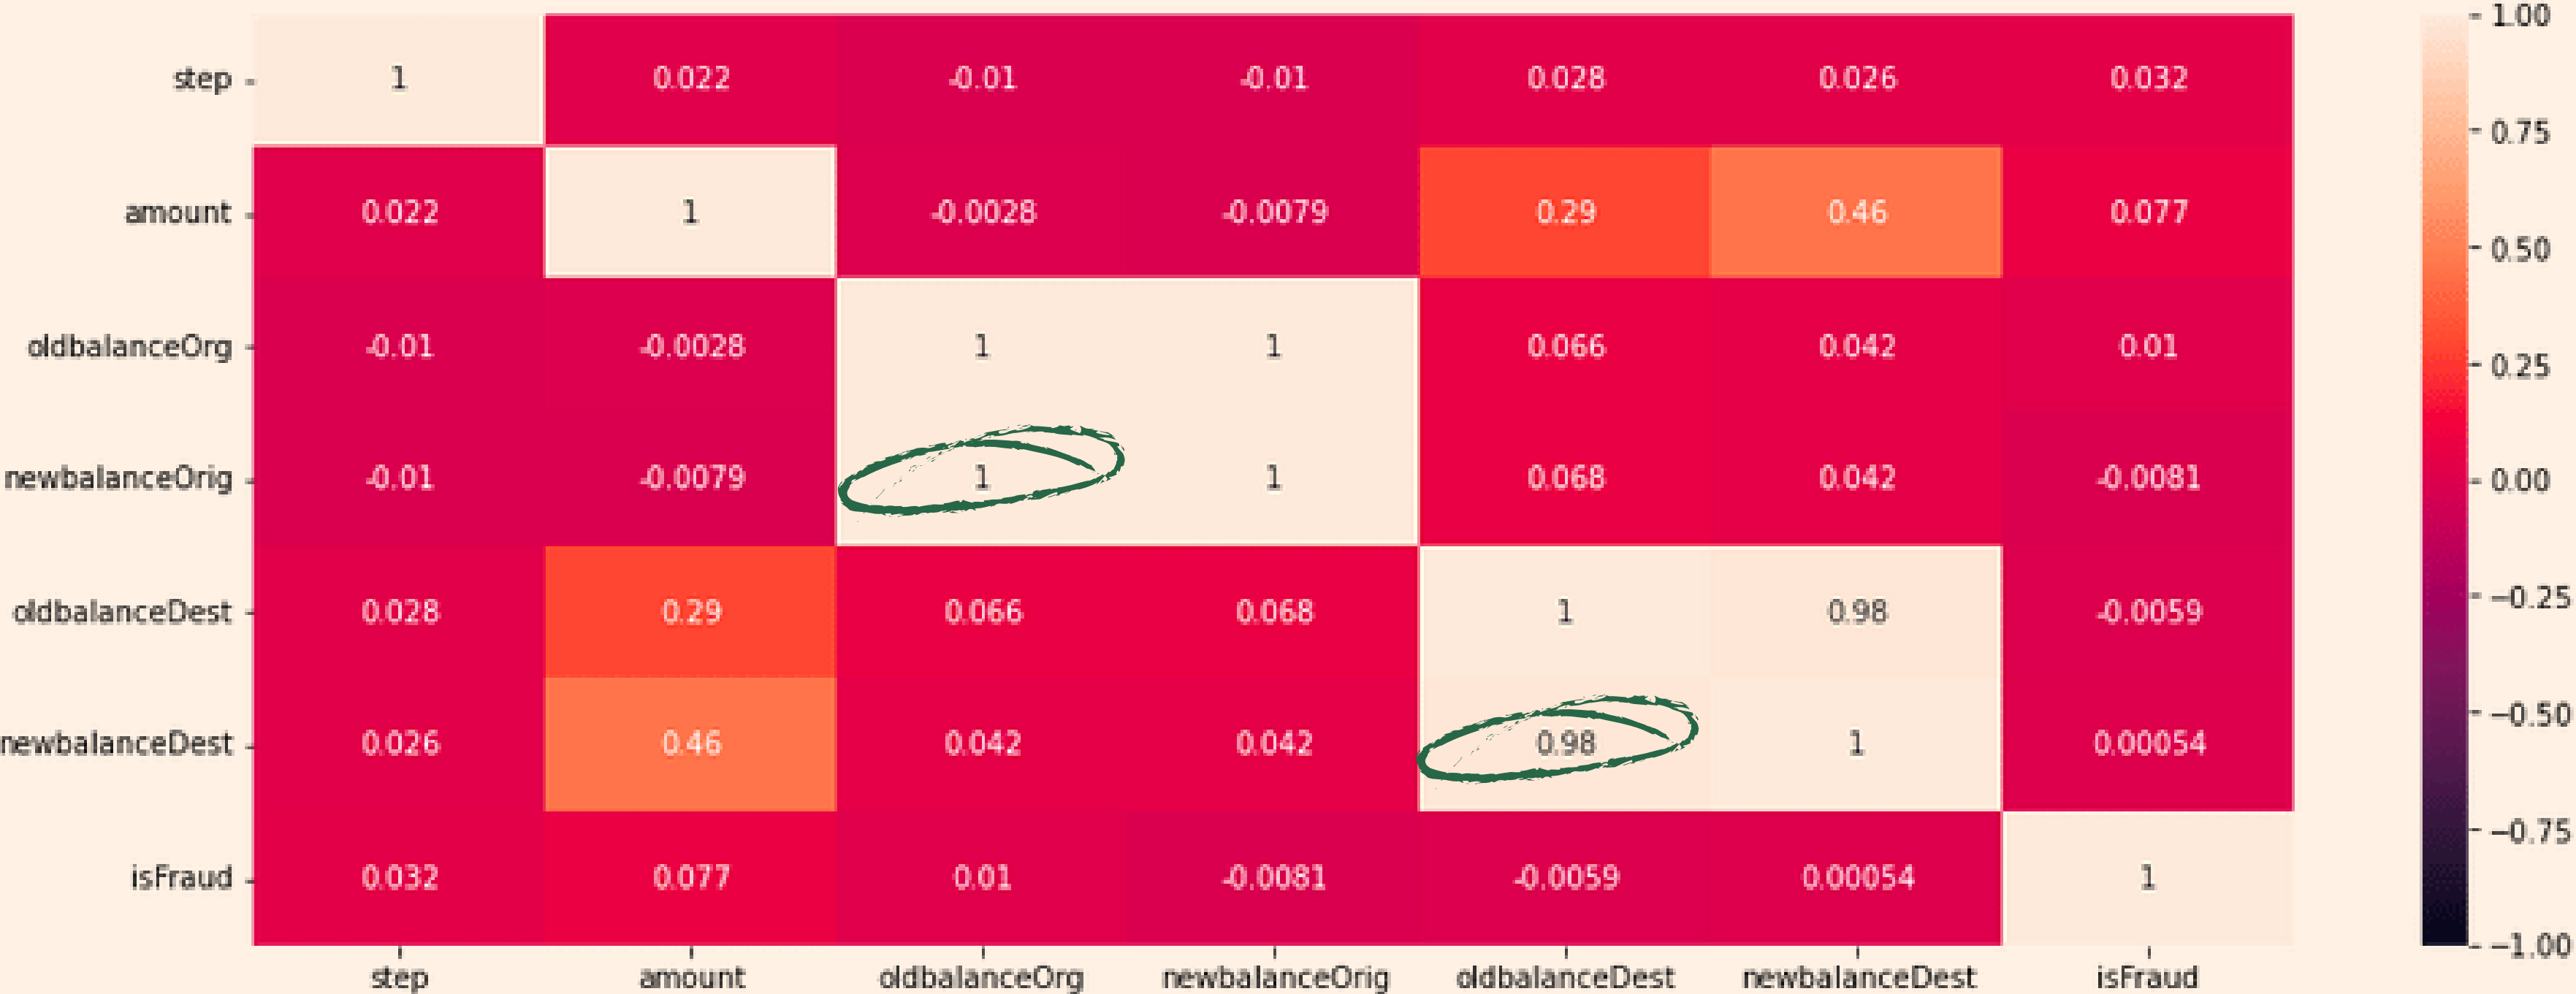 step 1 0.022 -0.01 -0.01 0.028 0.026 0.032
amount 0.022 1 -0.0028 -0.0079 0.29 0.46 0.077
oldbalanceOrg -0.01 -0.0028 1 1 0.066 0.042 0.01
newbalanceOrig -0.01 -0.0079 1 1 0.068 0.042 -0.0081
oldbalanceDest 0.028 0.29 0.066 0.068 1 0.98 -0.0059
newbalanceDest 0.026 0.46 0.042 0.042 0.98 1 0.00054
isFraud 0.032 0.077 0.01 -0.0081 -0.0059 0.00054 1
step amount oldbalanceOrg newbalanceOrig oldbalanceDest newbalanceDest isFraud
1.00
0.75
0.50
0.25
0.00
−0.25
−0.50
−0.75
−1.00